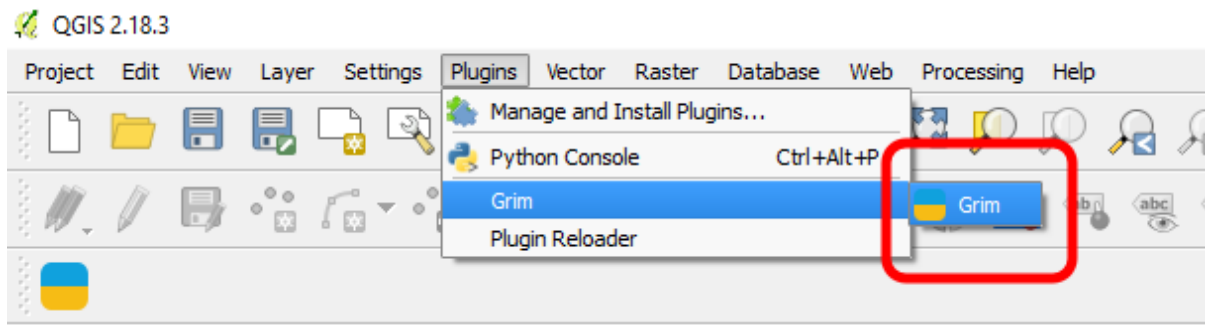 QGIS 2.18.3
Project Edit View Layer Settings Plugins Vector Raster Database Web Processing Help
Manage and Install Plugins...
Python Console Ctrl+Alt+P
Grim Grim
abc
Plugin Reloader